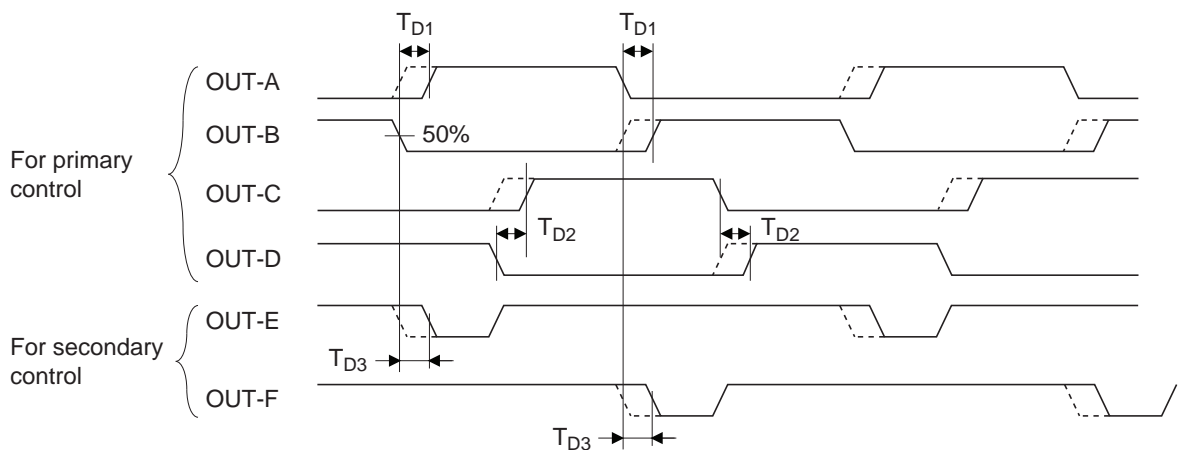 TD1 TD1
OUT-A
OUT-B
50%
For primary
control
OUT-C
TD2 TD2
OUT-D
OUT-E
For secondary
control
TD3
OUT-F
TD3